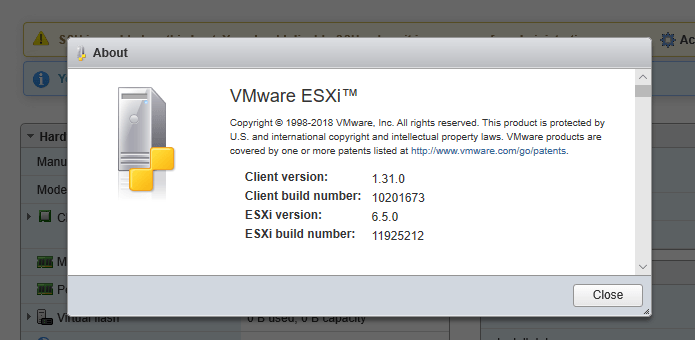 About
VMware ESXi™
Copyright © 1998-2018 VMware, Inc. All rights reserved. This product is protected by
U.S. and international copyright and intellectual property laws. VMware products are
covered by one or more patents listed at http://www.vmware.com/go/patents.
Client version: 1.31.0
Client build number: 10201673
ESXi version: 6.5.0
ESXi build number: 11925212
Close
Hard
Manu
Mode
Virtual flash 0 B used, 0 B capacity